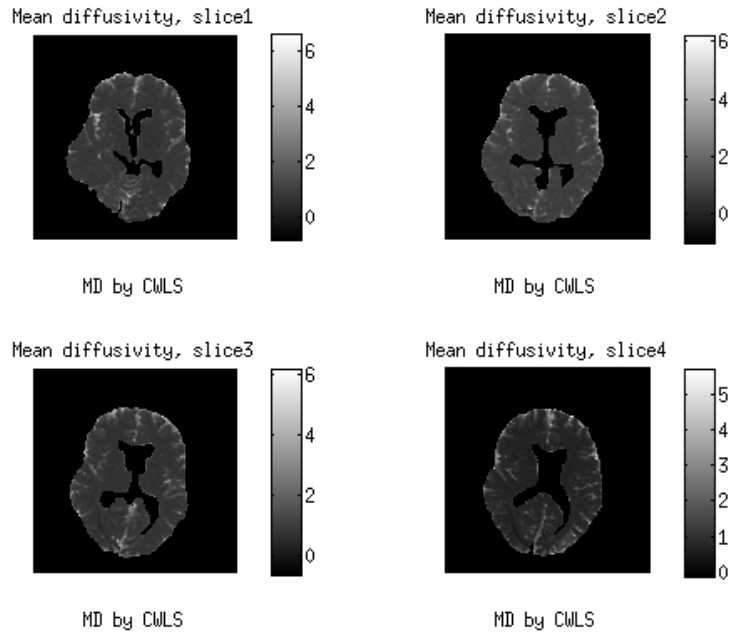 Mean diffusivity, slice1
6
4
2
0
MD by CWLS
Mean diffusivity, slice2
6
4
2
0
MD by CWLS
Mean diffusivity, slice3
6
4
2
0
MD by CWLS
Mean diffusivity, slice4
5
4
3
2
1
0
MD by CWLS